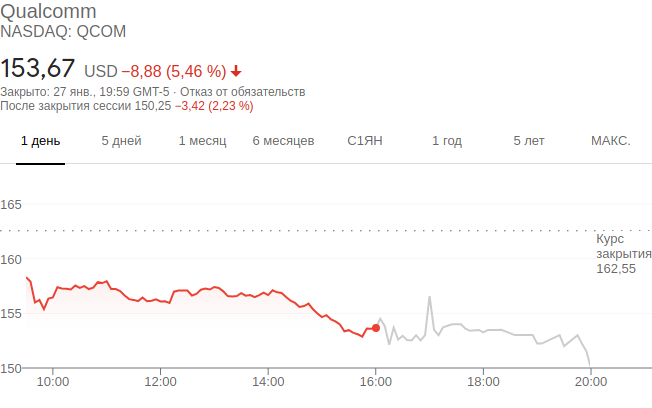 Qualcomm
NASDAQ: QCOM
153,67 USD −8,88 (5,46 %)
Закрыто: 27 янв., 19:59 GMT-5 · Отказ от обязательств
После закрытия сессии 150,25 −3,42 (2,23 %)
1 день 5 дней 1 месяц 6 месяцев С1ЯН 1 год 5 лет МАКС.
165
Курс
закрытия
162,55
160
155
150
10:00 12:00 14:00 16:00 18:00 20:00